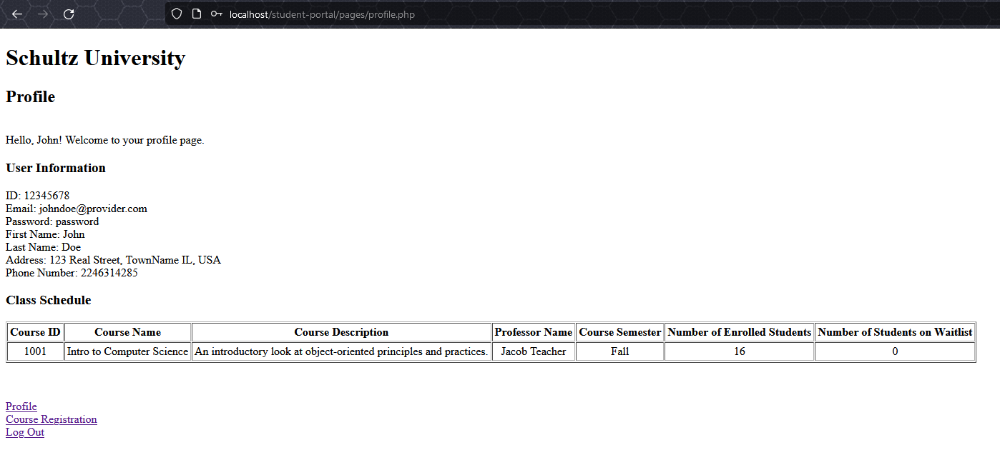 localhost/student-portal/pages/profile.php
Schultz University
Profile
Hello, John! Welcome to your profile page.
User Information
ID: 12345678
Email: johndoe@provider.com
Password: password
First Name: John
Last Name: Doe
Address: 123 Real Street, TownName IL, USA
Phone Number: 2246314285
Class Schedule
Course ID Course Name Course Description Professor Name Course Semester Number of Enrolled Students Number of Students on Waitlist
1001 Intro to Computer Science An introductory look at object-oriented principles and practices. Jacob Teacher Fall 16 0
Profile
Course Registration
Log Out